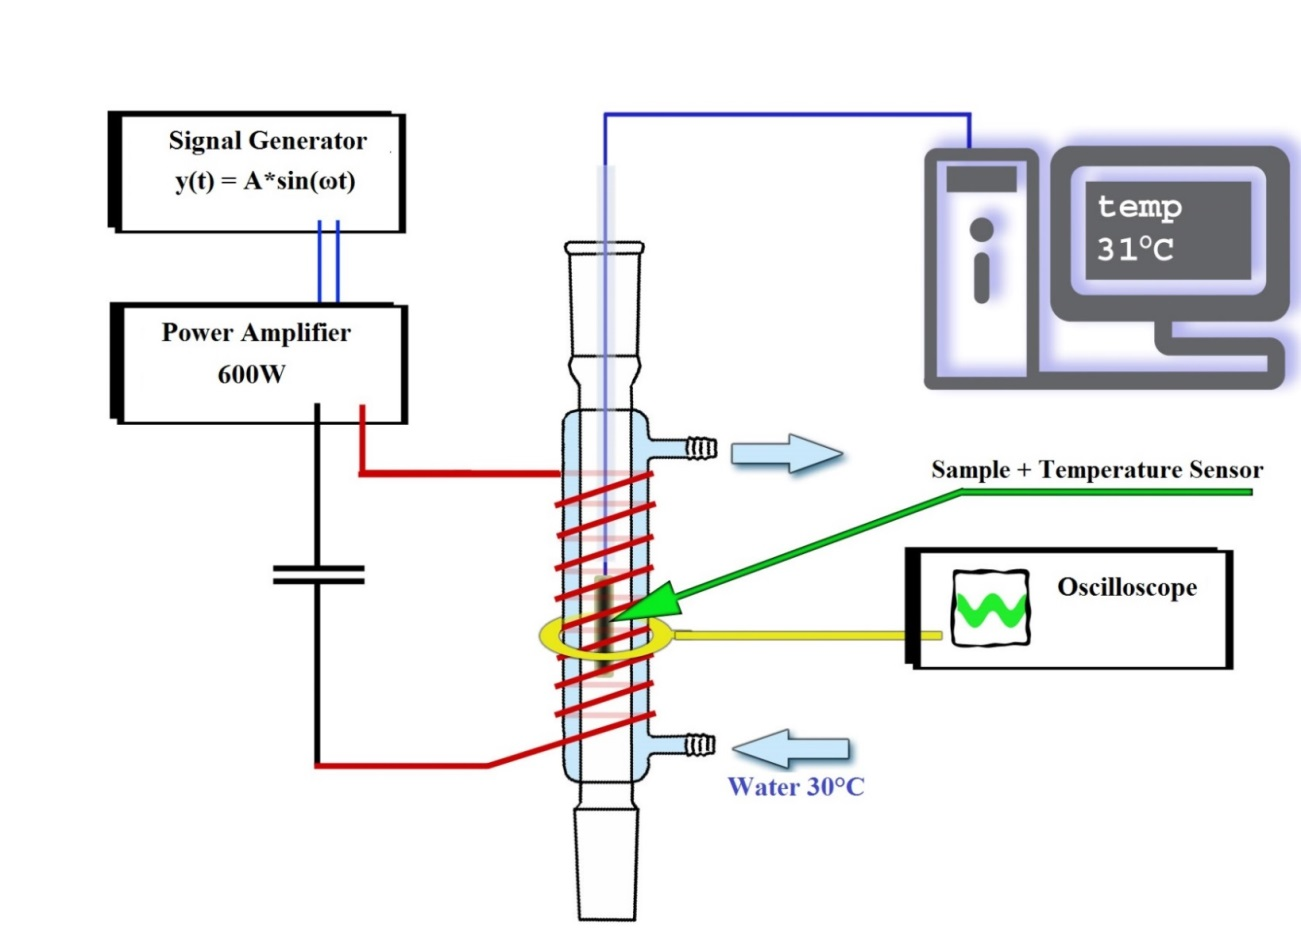 Signal Generator
y(t) = A*sin(ωt)
Power Amplifier
600W
temp
31°C
Sample + Temperature Sensor
Oscilloscope
Water 30°C